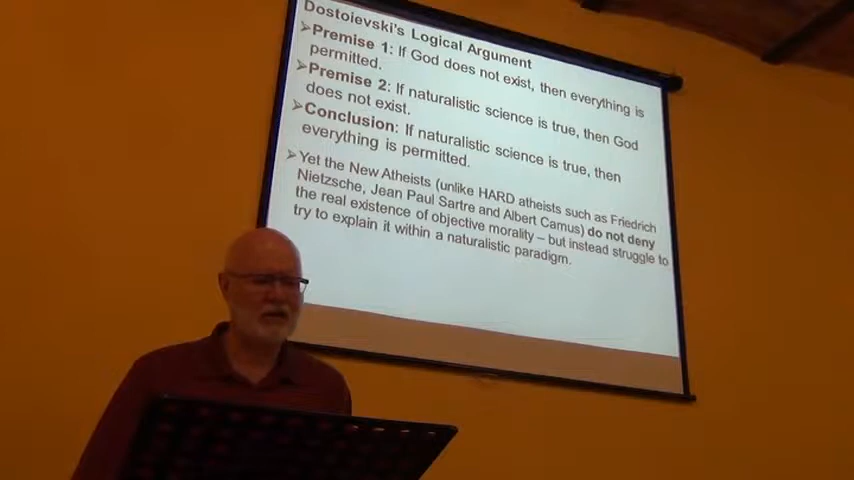 Dostoievski's Logical Argument
➢Premise 1: If God does not exist, then everything is
permitted.
➢Premise 2: If naturalistic science is true, then God
does not exist.
➢Conclusion: If naturalistic science is true, then
everything is permitted.
➢Yet the New Atheists (unlike HARD atheists such as Friedrich
Nietzsche, Jean Paul Sartre and Albert Camus) do not deny
the real existence of objective morality – but instead struggle to
try to explain it within a naturalistic paradigm.